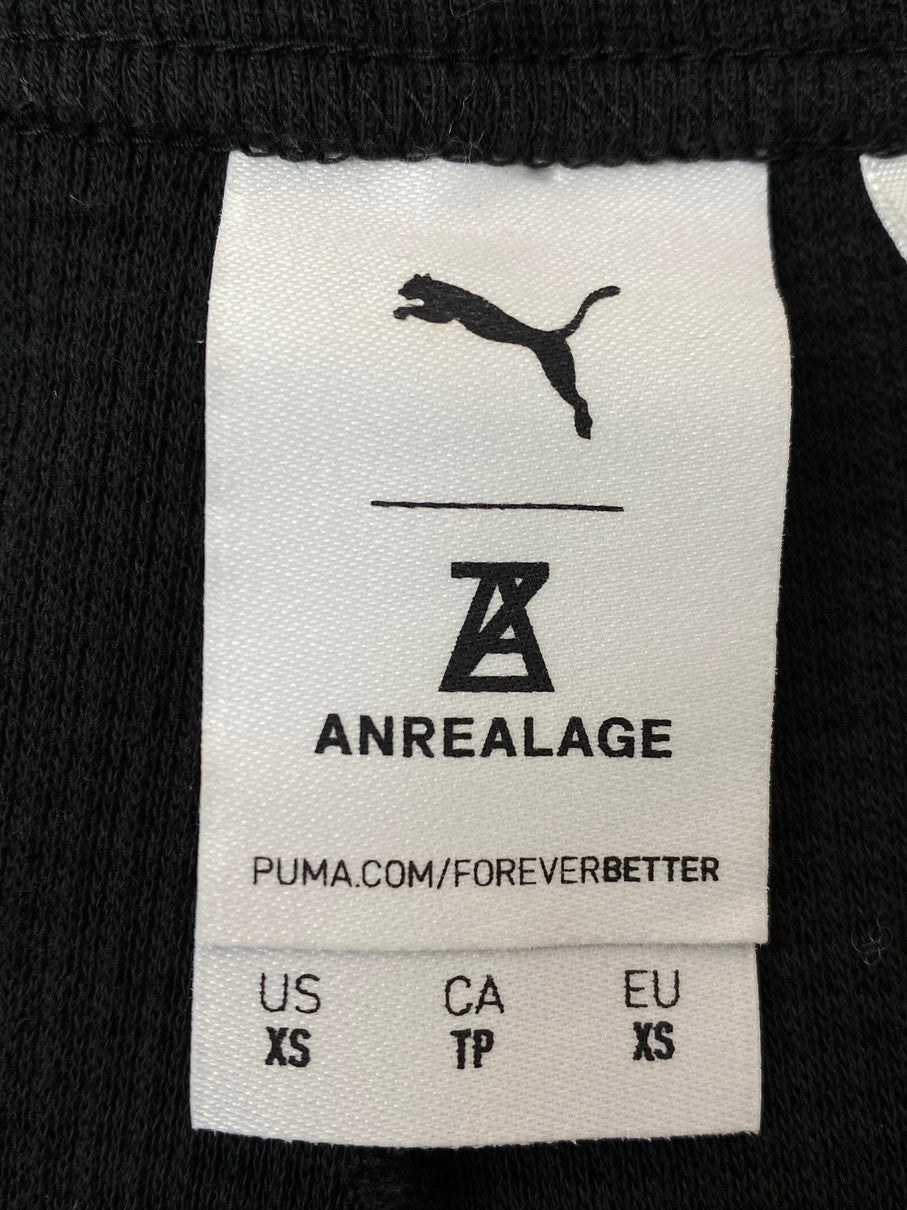 ANREALAGE
PUMA.COM/FOREVERBETTER
US CA EU
XS TP XS